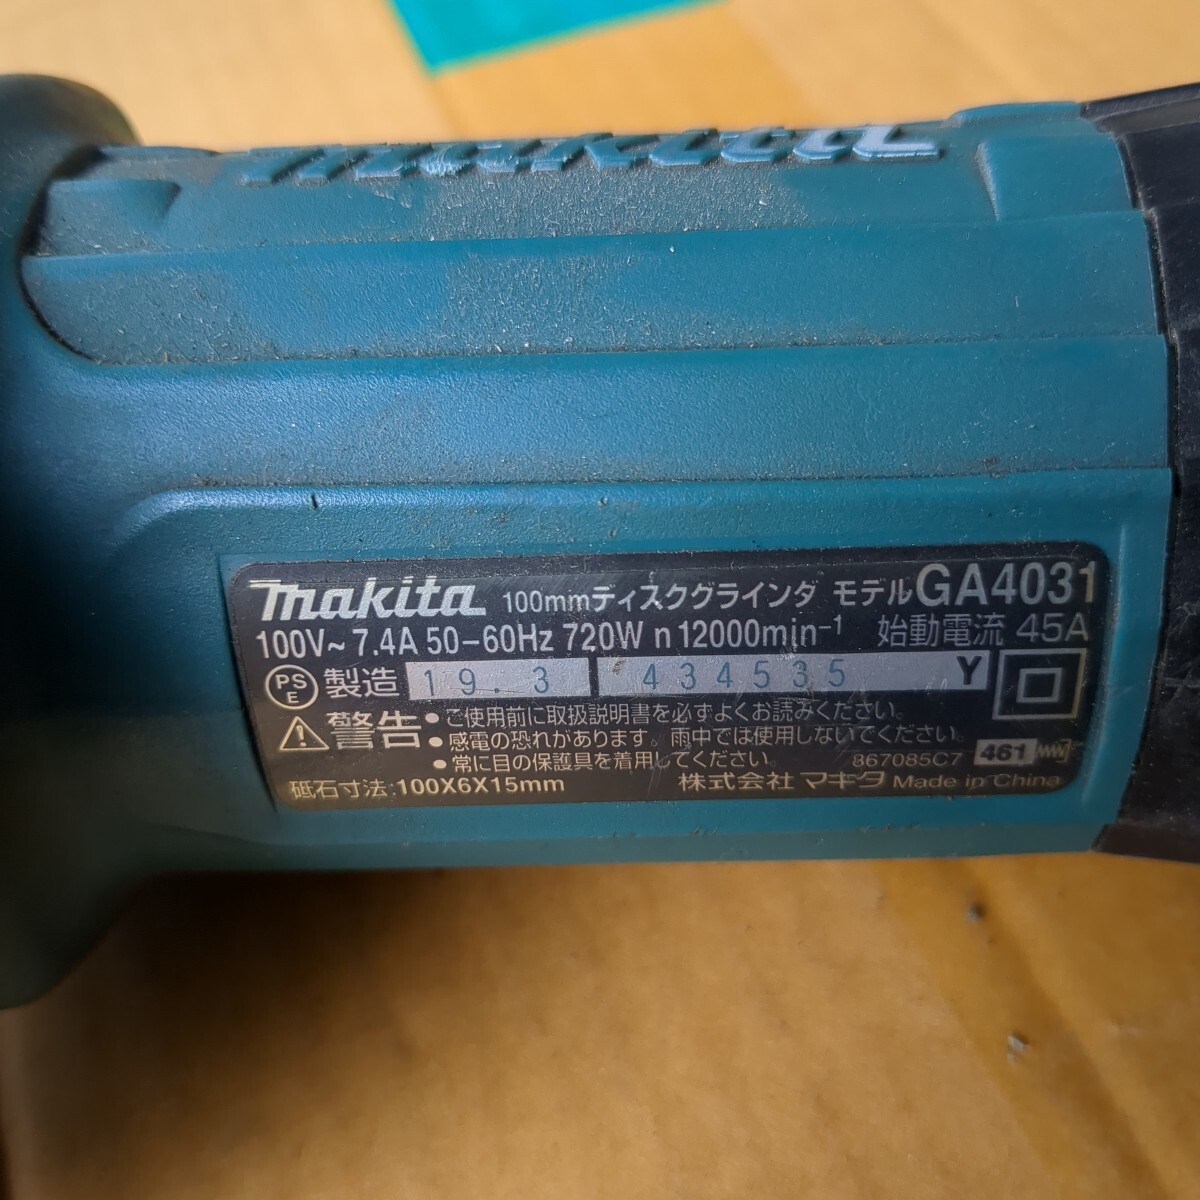 makita
makita 100mmディスクグラインダ モデルGA4031
100V~ 7.4A 50-60Hz 720W n 12000min-1 始動電流 45A
PSE 製造 19.3 434535 Y
警告 •ご使用前に取扱説明書を必ずよくお読みください。
•感電の恐れがあります。雨中では使用しないでください。
•常に目の保護具を着用してください。 867085C7 461
砥石寸法:100X6X15mm 株式会社 マキタ Made in China